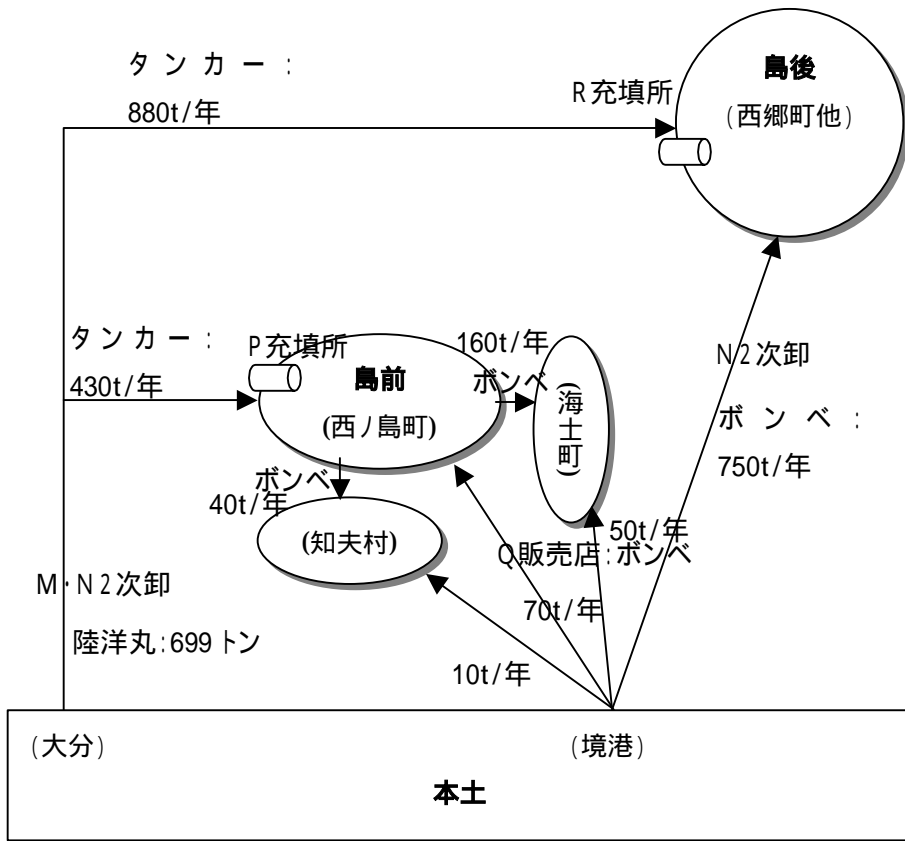 タンカー:
880t/年
R充填所
島後
(西郷町他)
タンカー:
430t/年
P充填所
島前
(西ノ島町)
160t/年
ボンベ
(海士町)
N2次卸
ボンベ:
750t/年
ボンベ
40t/年
(知夫村)
50t/年
Q販売店:ボンベ
70t/年
10t/年
M・N2次卸
陸洋丸:699トン
(大分)
(境港)
本土